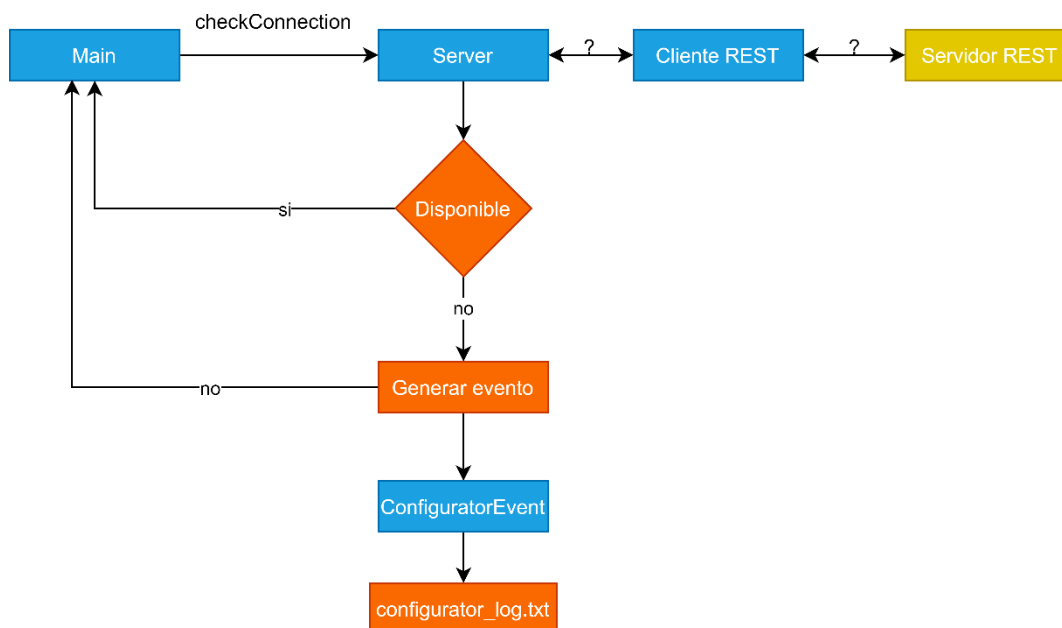 checkConnection
Main
Server
?
Cliente REST
?
Servidor REST
Disponible
si
no
Generar evento
no
ConfiguratorEvent
configurator_log.txt